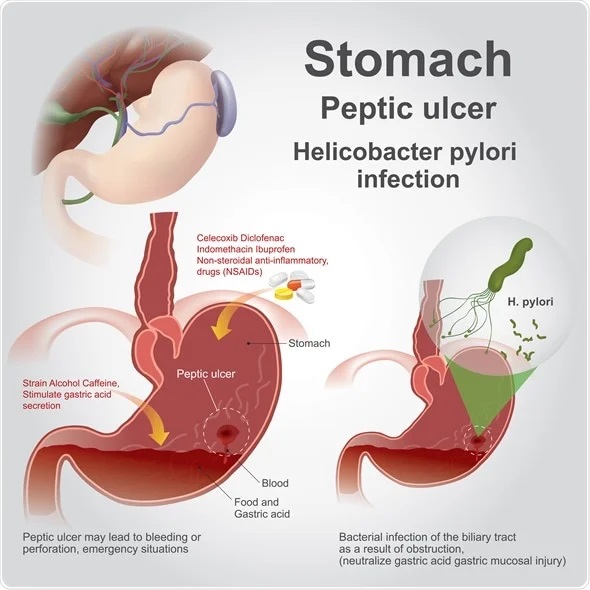 Stomach
Peptic ulcer
Helicobacter pylori
infection
Celecoxib Diclofenac
Indomethacin Ibuprofen
Non-steroidal anti-inflammatory,
drugs (NSAIDs)
H. pylori
Stomach
Peptic ulcer
Strain Alcohol Caffeine,
Stimulate gastric acid
secretion
Blood
Food and
Gastric acid
Peptic ulcer may lead to bleeding or
perforation, emergency situations
Bacterial infection of the biliary tract
as a result of obstruction,
(neutralize gastric acid gastric mucosal injury)